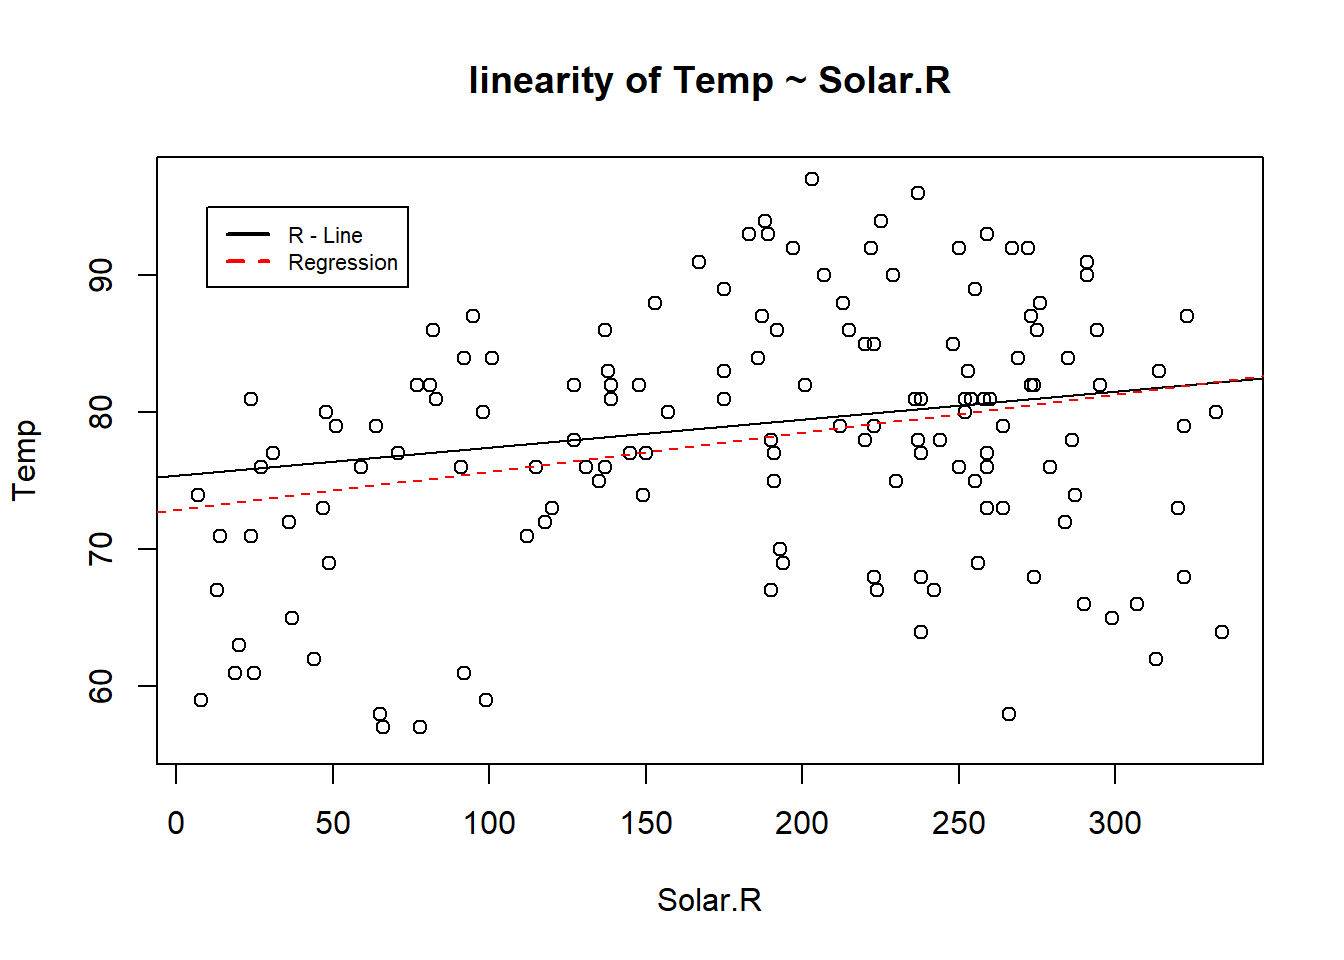 linearity of Temp ~ Solar.R
R - Line
Regression
Temp
90
80
70
60
0 50 100 150 200 250 300
Solar.R